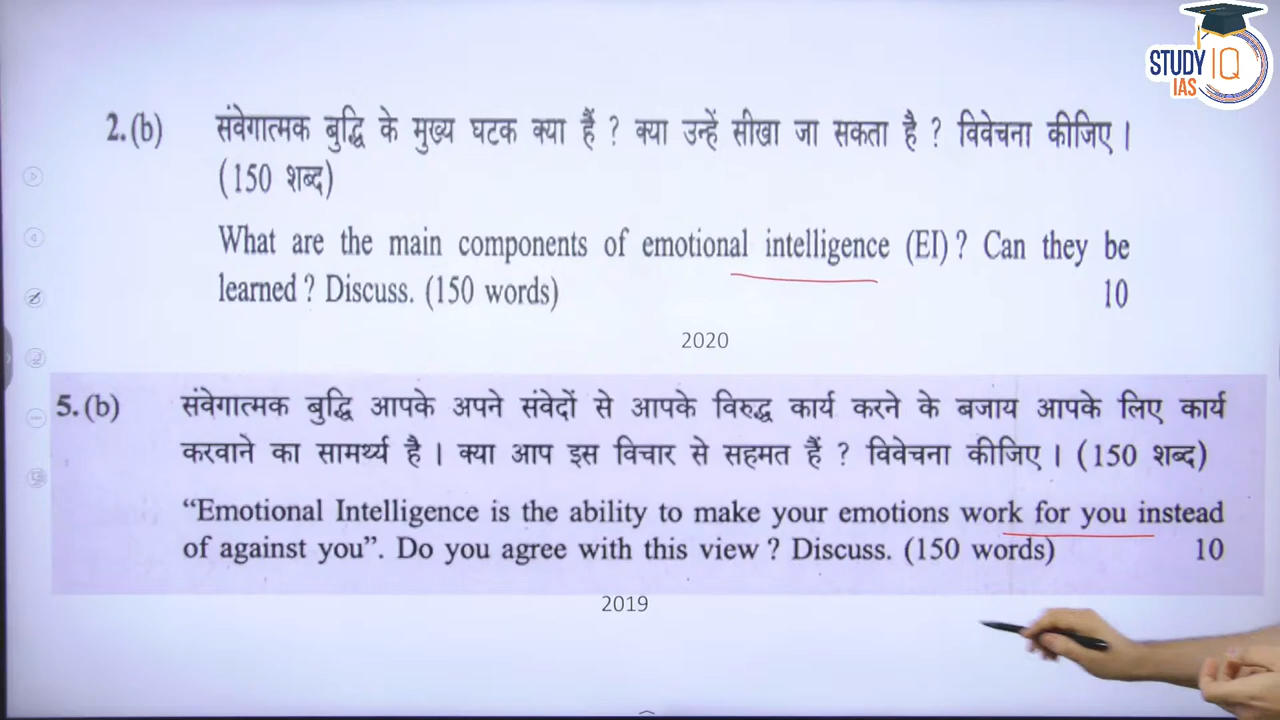 STUDY IQ
IAS
2.(b) संवेगात्मक बुद्धि के मुख्य घटक क्या हैं ? क्या उन्हें सीखा जा सकता है ? विवेचना कीजिए ।
(150 शब्द)
What are the main components of emotional intelligence (EI) ? Can they be
learned ? Discuss. (150 words) 10
2020
5.(b) संवेगात्मक बुद्धि आपके अपने संवेदों से आपके विरुद्ध कार्य करने के बजाय आपके लिए कार्य
करवाने का सामर्थ्य है । क्या आप इस विचार से सहमत हैं ? विवेचना कीजिए । (150 शब्द)
“Emotional Intelligence is the ability to make your emotions work for you instead
of against you”. Do you agree with this view ? Discuss. (150 words) 10
2019